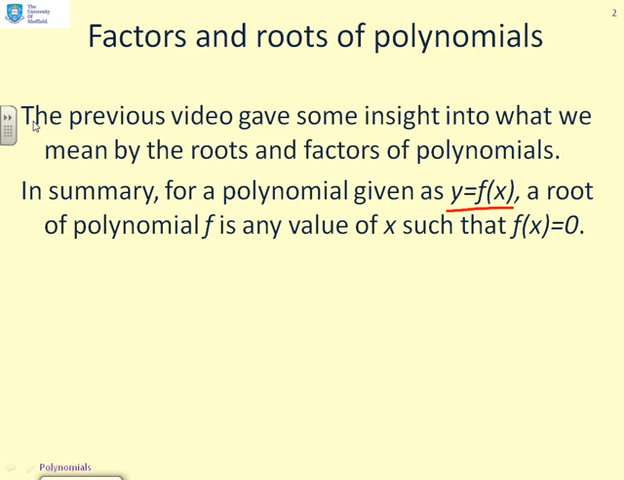 The
University
Of
Sheffield.
2
Factors and roots of polynomials
The previous video gave some insight into what we
mean by the roots and factors of polynomials.
In summary, for a polynomial given as y=f(x), a root
of polynomial f is any value of x such that f(x)=0.
Polynomials